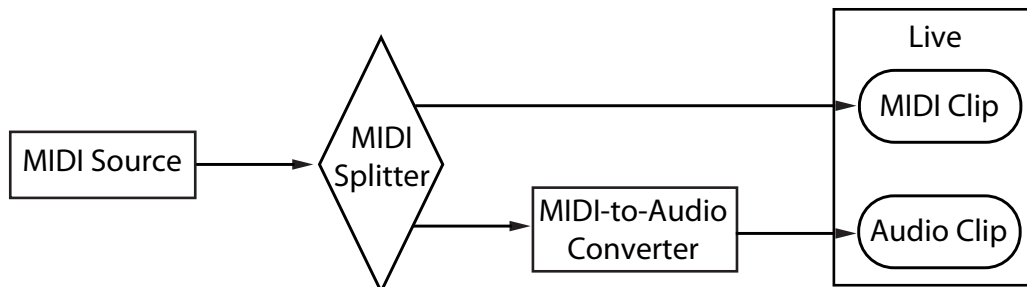 MIDI Source
MIDI
Splitter
MIDI-to-Audio
Converter
Live
MIDI Clip
Audio Clip